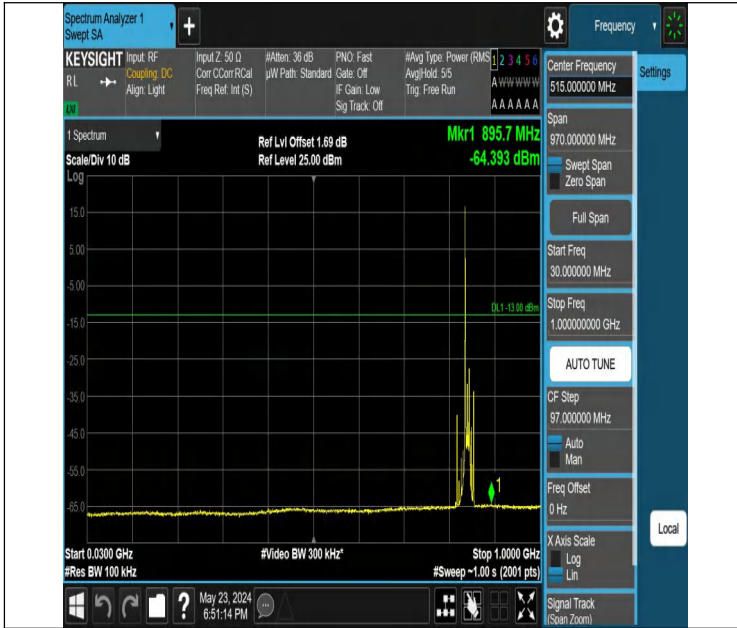 Spectrum Analyzer 1
Swept SA
+
Frequency
KEYSIGHT
RL
Input: RF
Coupling: DC
Align: Light
Input Z: 50 Ω
Corr CCorr RCal
Freq Ref: Int (S)
#Atten: 36 dB
µW Path: Standard
PNO: Fast
Gate: Off
IF Gain: Low
Sig Track: Off
#Avg Type: Power (RMS
Avg|Hold: 5/5
Trig: Free Run
1 2 3 4 5 6
A W W W W W
A A A A A A
1 Spectrum
Scale/Div 10 dB
Ref Lvl Offset 1.69 dB
Ref Level 25.00 dBm
Mkr1 895.7 MHz
-64.393 dBm
Log
15.0
5.00
-5.00
DL1 -13.00 dBm
-15.0
-25.0
-35.0
-45.0
-55.0
1
-65.0
Start 0.0300 GHz
#Res BW 100 kHz
#Video BW 300 kHz*
Stop 1.0000 GHz
#Sweep ~1.00 s (2001 pts)
?
May 23, 2024
6:51:14 PM
Center Frequency
515.000000 MHz
Settings
Span
970.000000 MHz
Swept Span
Zero Span
Full Span
Start Freq
30.000000 MHz
Stop Freq
1.000000000 GHz
AUTO TUNE
CF Step
97.000000 MHz
Auto
Man
Freq Offset
0 Hz
Local
X Axis Scale
Log
Lin
Signal Track
(Span Zoom)